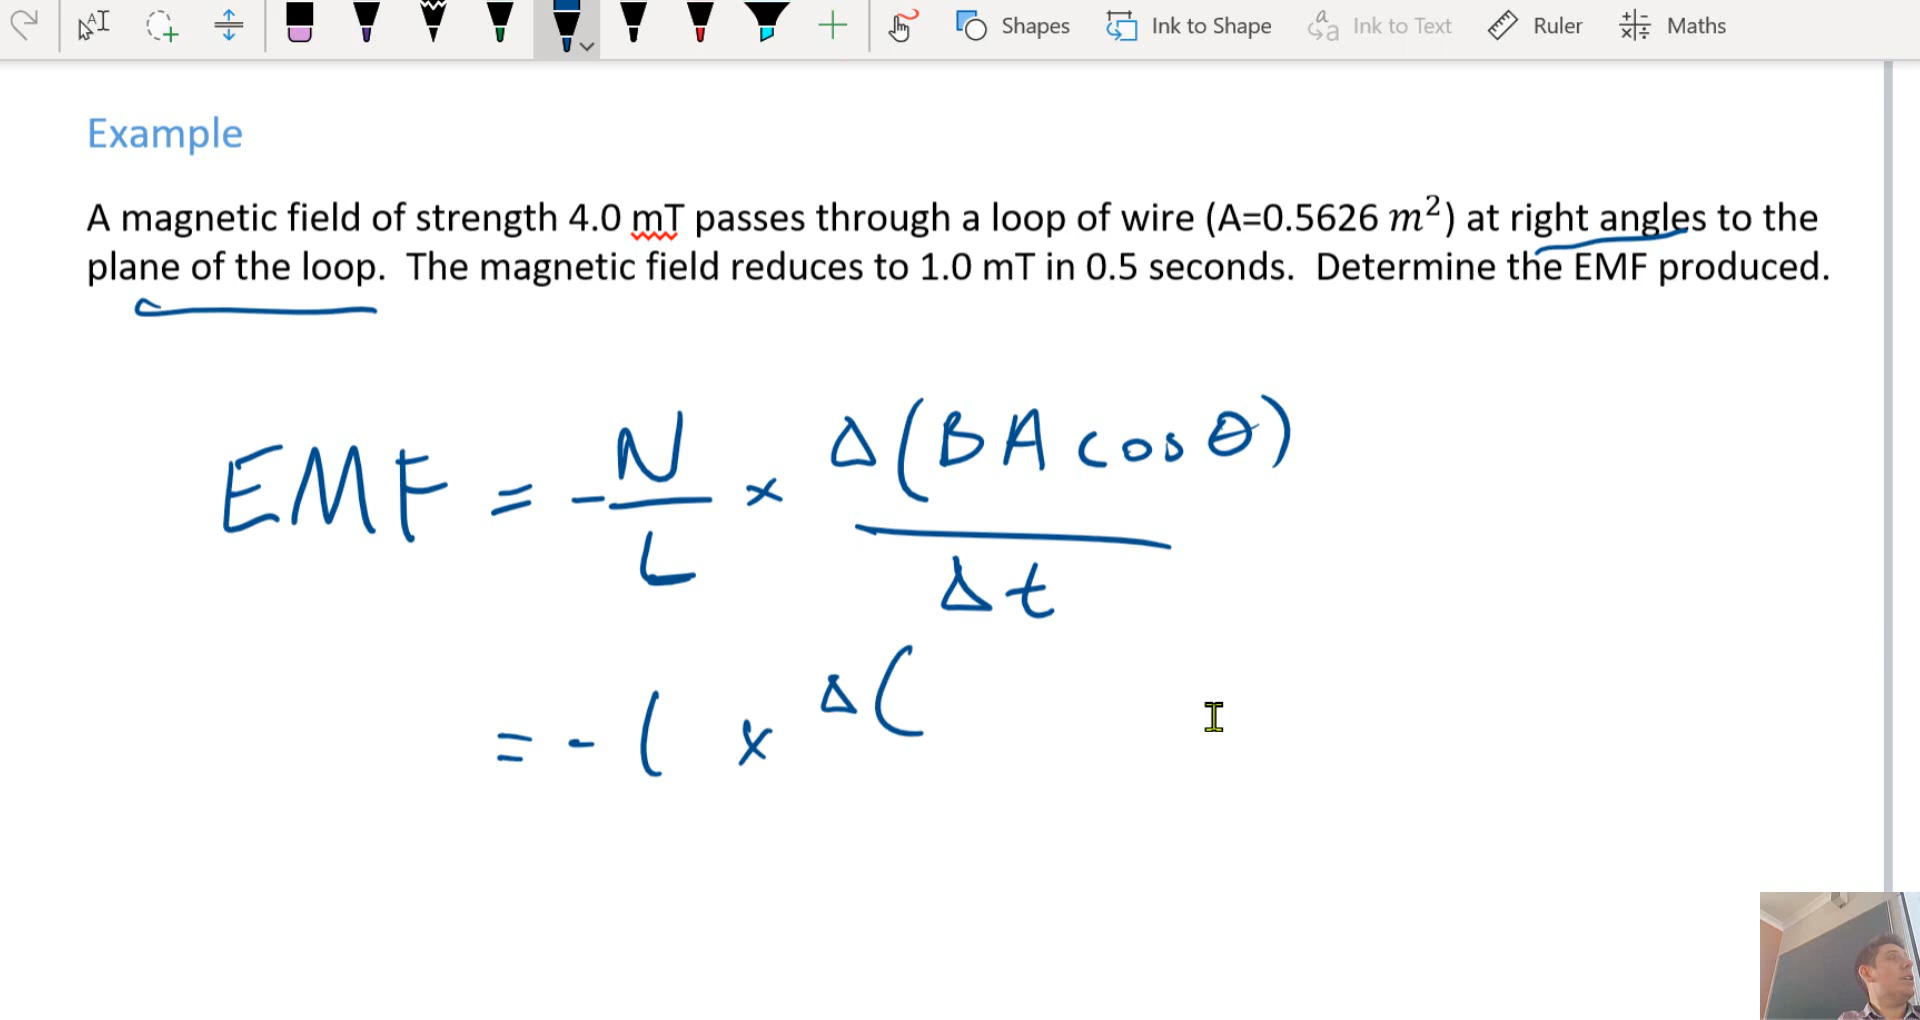 Shapes Ink to Shape Ink to Text Ruler Maths
Example
A magnetic field of strength 4.0 mT passes through a loop of wire (A=0.5626 m²) at right angles to the
plane of the loop. The magnetic field reduces to 1.0 mT in 0.5 seconds. Determine the EMF produced.
EMF = - N/L × Δ(BA cos θ)/Δt
= - ( × Δ(